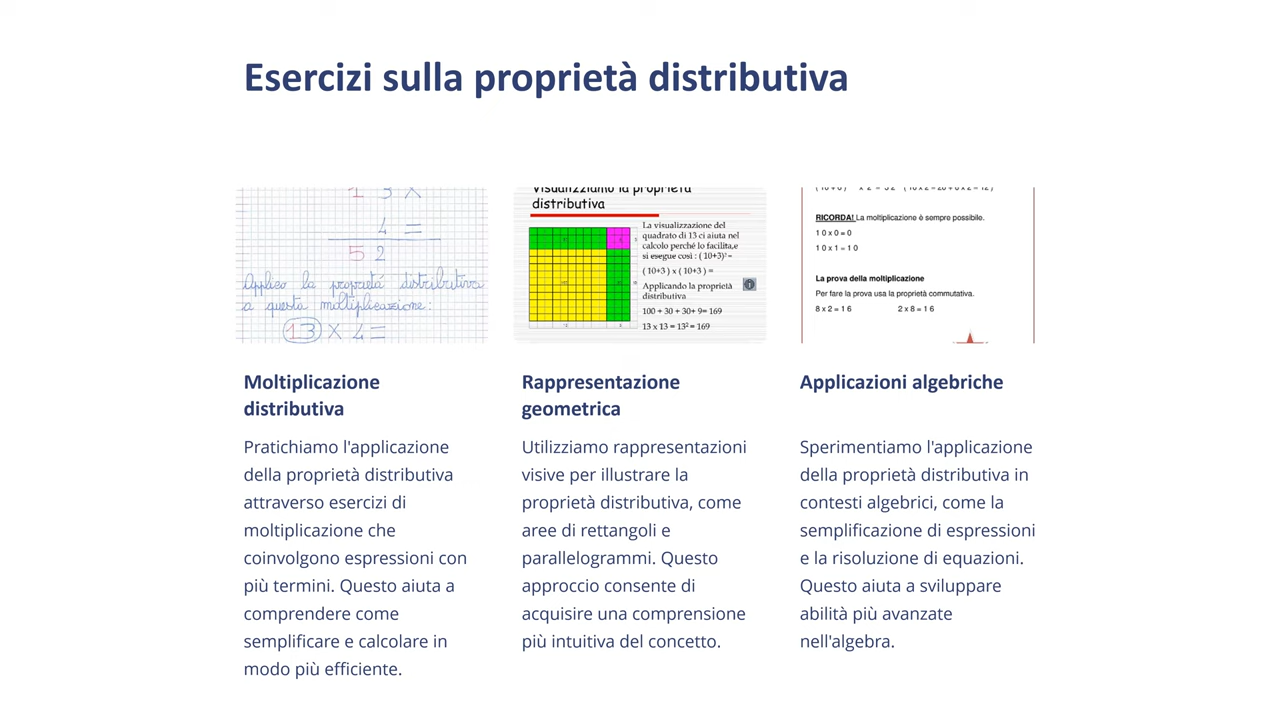 Esercizi sulla proprietà distributiva
1 3 X
4 =
5 2
Applico la proprietà distributiva
a questa moltiplicazione:
13 X 4 =
Visualizziamo la proprietà
distributiva
La visualizzazione del
quadrato di 13 ci aiuta nel
calcolo perché lo facilita,e
si esegue così : ( 10+3)² =
( 10+3 ) x ( 10+3 ) =
Applicando la proprietà
distributiva
100 + 30 + 30+ 9= 169
13 x 13 = 13² = 169
RICORDA! La moltiplicazione è sempre possibile.
1 0 x 0 = 0
1 0 x 1 = 1 0
La prova della moltiplicazione
Per fare la prova usa la proprietà commutativa.
8 x 2 = 1 6 2 x 8 = 1 6
Moltiplicazione
distributiva
Pratichiamo l'applicazione
della proprietà distributiva
attraverso esercizi di
moltiplicazione che
coinvolgono espressioni con
più termini. Questo aiuta a
comprendere come
semplificare e calcolare in
modo più efficiente.
Rappresentazione
geometrica
Utilizziamo rappresentazioni
visive per illustrare la
proprietà distributiva, come
aree di rettangoli e
parallelogrammi. Questo
approccio consente di
acquisire una comprensione
più intuitiva del concetto.
Applicazioni algebriche
Sperimentiamo l'applicazione
della proprietà distributiva in
contesti algebrici, come la
semplificazione di espressioni
e la risoluzione di equazioni.
Questo aiuta a sviluppare
abilità più avanzate
nell'algebra.